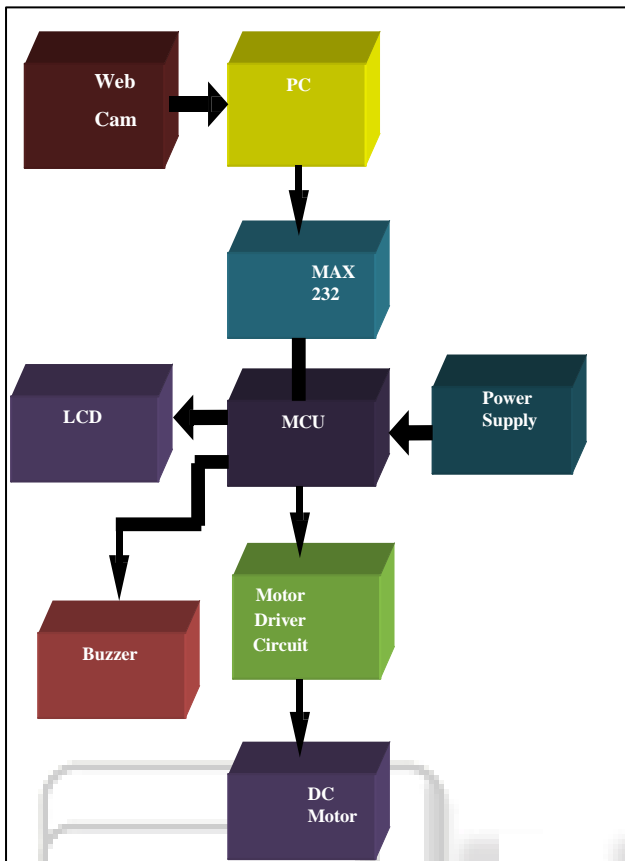 Web
Cam
PC
MAX
232
LCD
MCU
Power
Supply
Motor
Driver
Circuit
Buzzer
DC
Motor